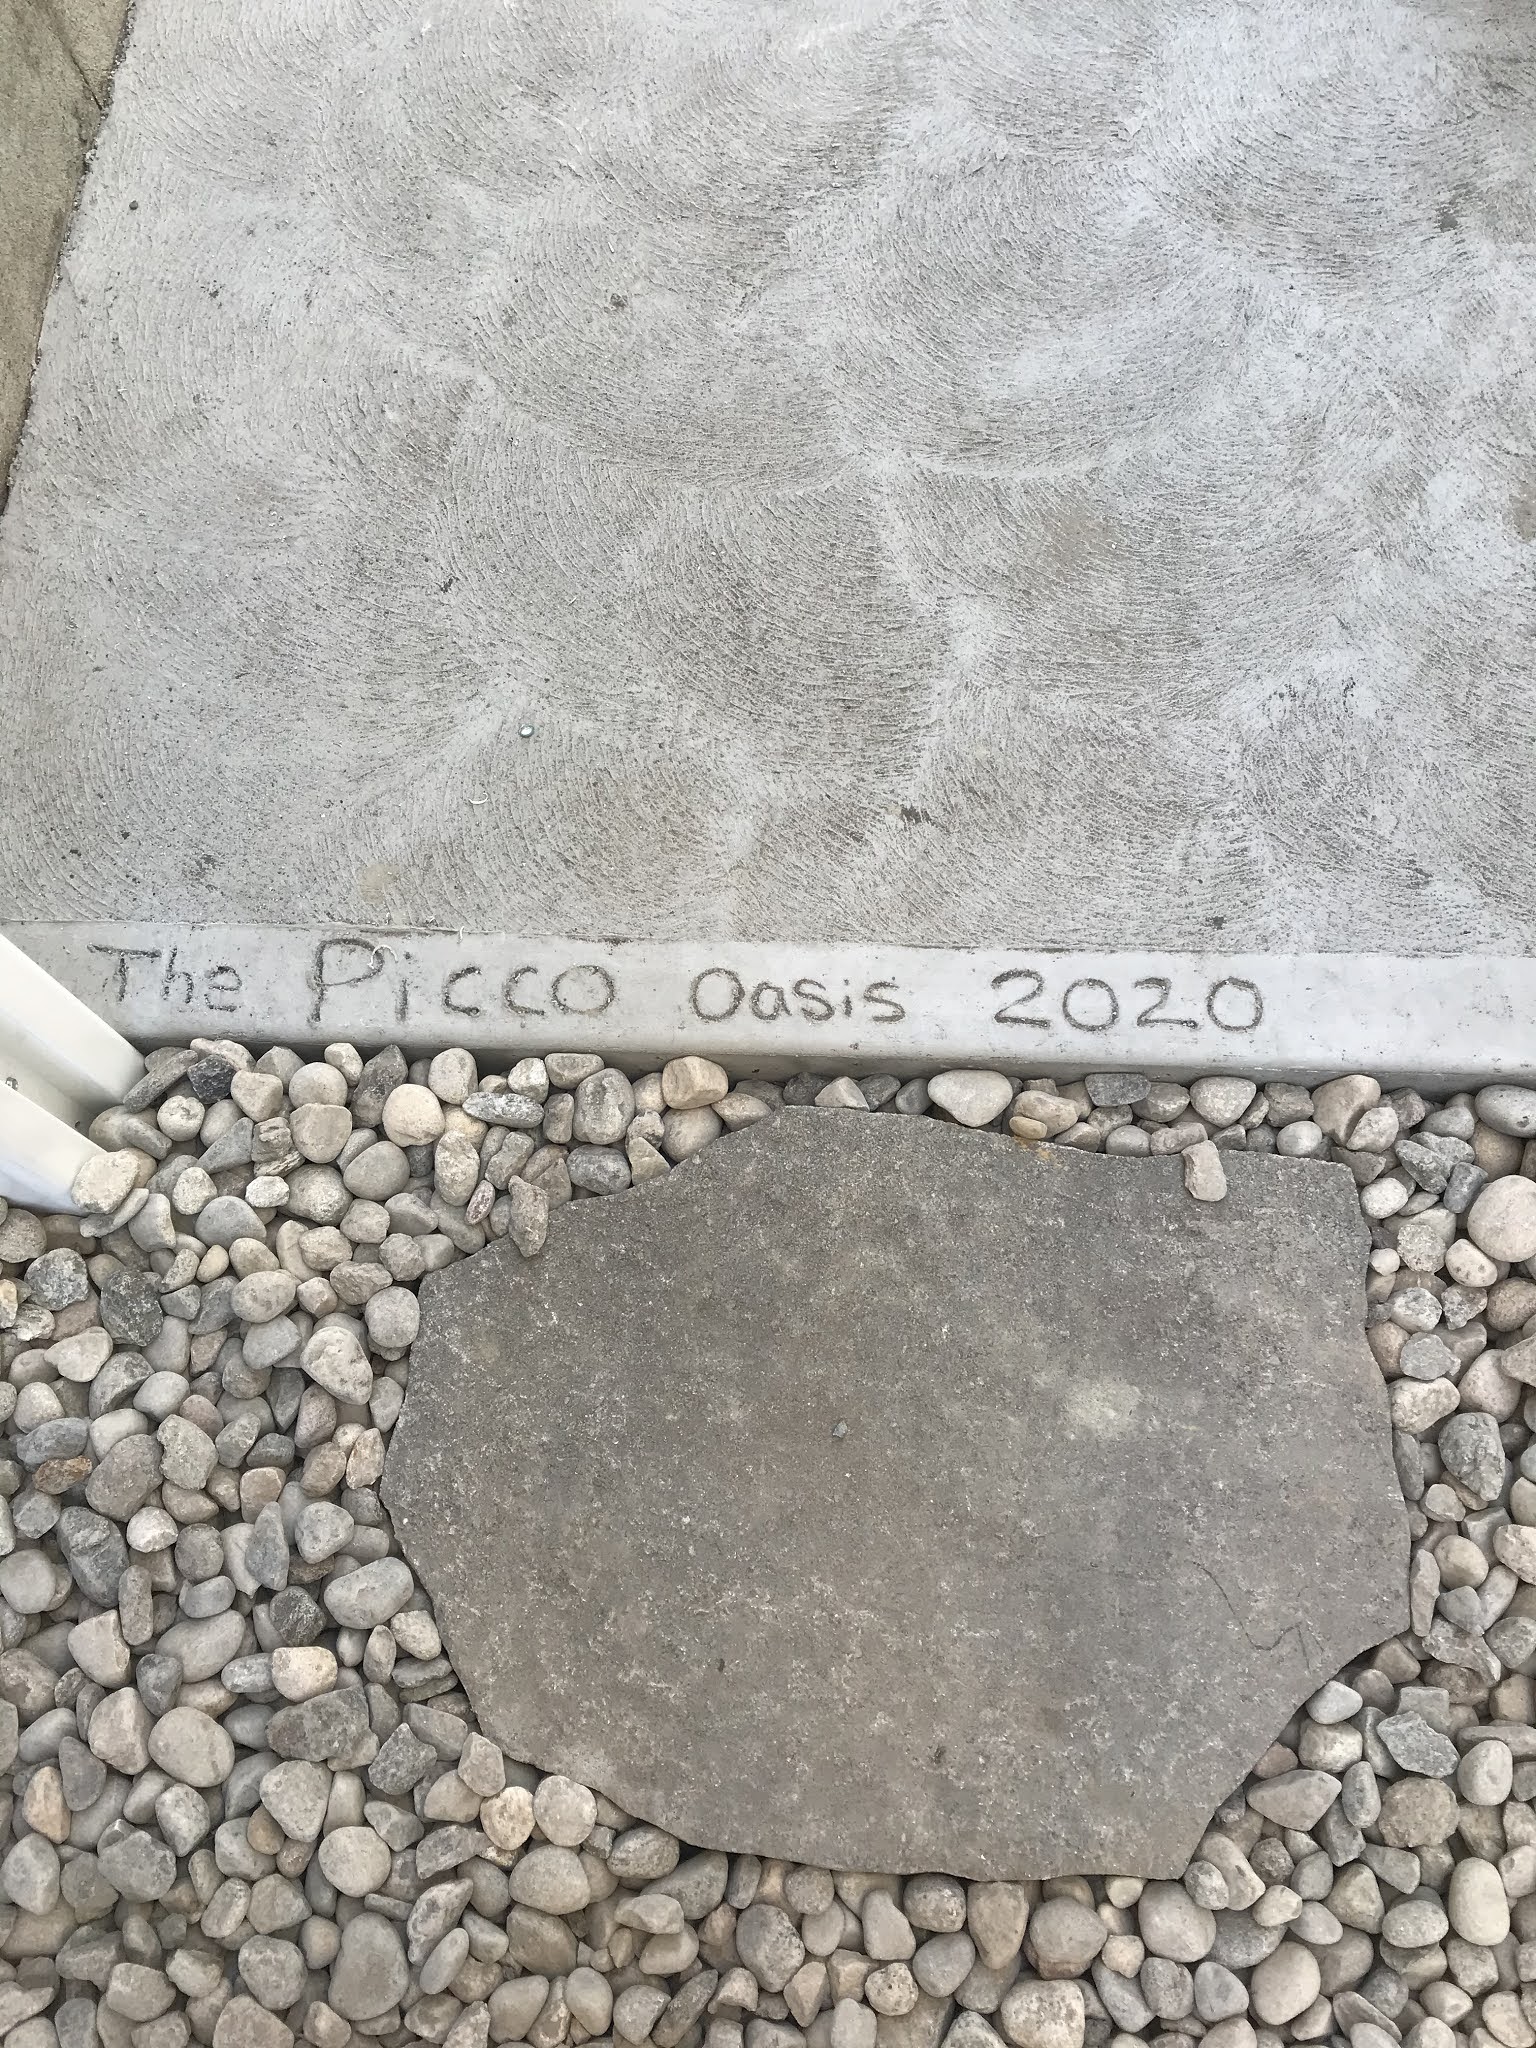 The Picco Oasis 2020